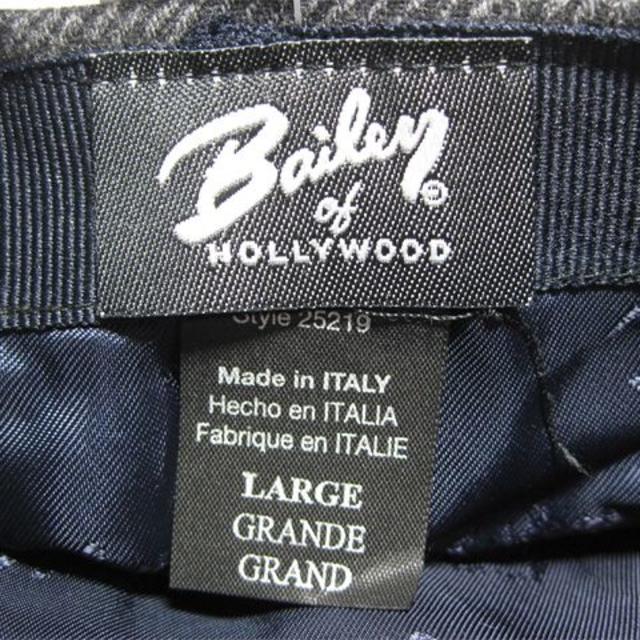 Bailey®
of
HOLLYWOOD
Style 25219
Made in ITALY
Hecho en ITALIA
Fabrique en ITALIE
LARGE
GRANDE
GRAND